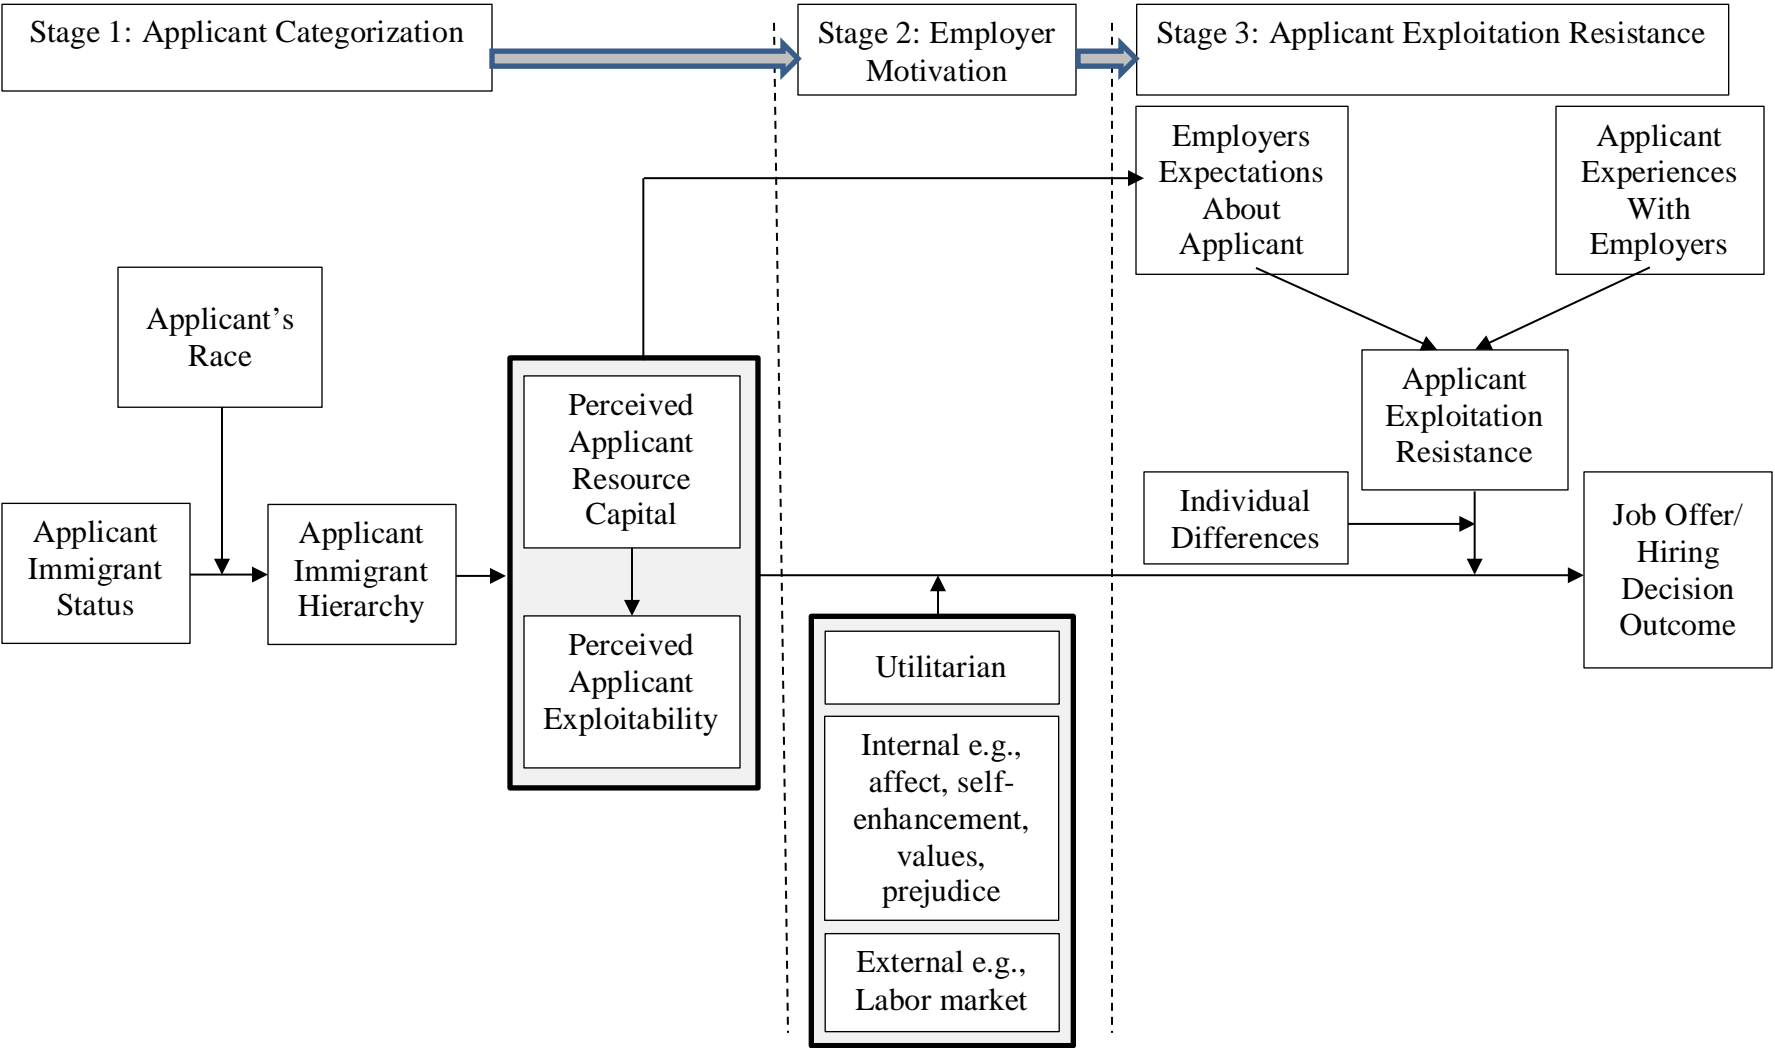 Stage 1: Applicant Categorization
Stage 2: Employer
Motivation
Stage 3: Applicant Exploitation Resistance
Employers
Expectations
About
Applicant
Applicant
Experiences
With
Employers
Applicant’s
Race
Perceived
Applicant
Resource
Capital
Applicant
Exploitation
Resistance
Applicant
Immigrant
Status
Applicant
Immigrant
Hierarchy
Individual
Differences
Job Offer/
Hiring
Decision
Outcome
Perceived
Applicant
Exploitability
Utilitarian
Internal e.g.,
affect, self-
enhancement,
values,
prejudice
External e.g.,
Labor market